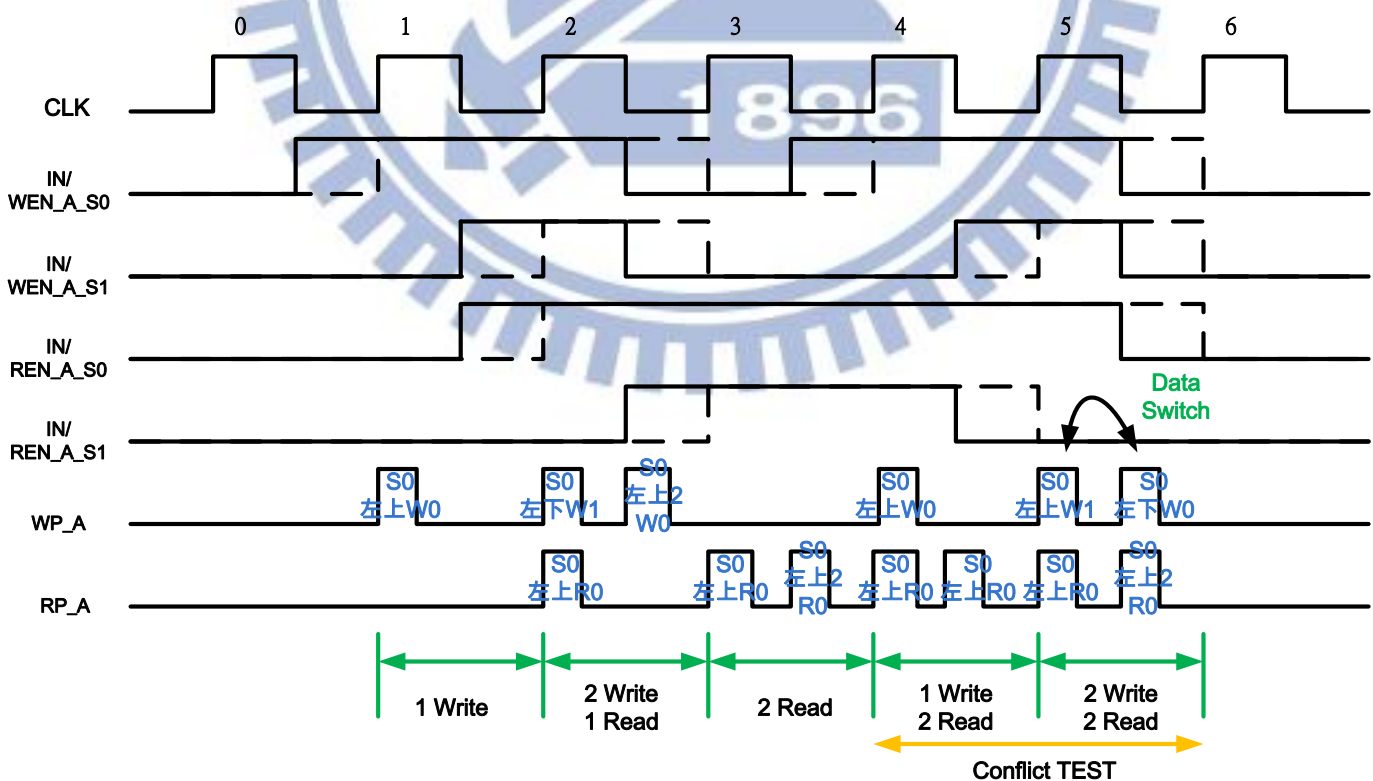 0 1 2 3 4 5 6
1896
CLK
IN/
WEN_A_S0
IN/
WEN_A_S1
IN/
REN_A_S0
IN/
REN_A_S1
Data
Switch
WP_A
S0
左上W0
S0
左下W1
S0
左上2
W0
S0
左上W0
S0
左上W1
S0
左下W0
RP_A
S0
左上R0
S0
左上R0
S0
左上2
R0
S0
左上R0
S0
左上R0
S0
左上R0
S0
左上2
R0
1 Write
2 Write
1 Read
2 Read
1 Write
2 Read
2 Write
2 Read
Conflict TEST